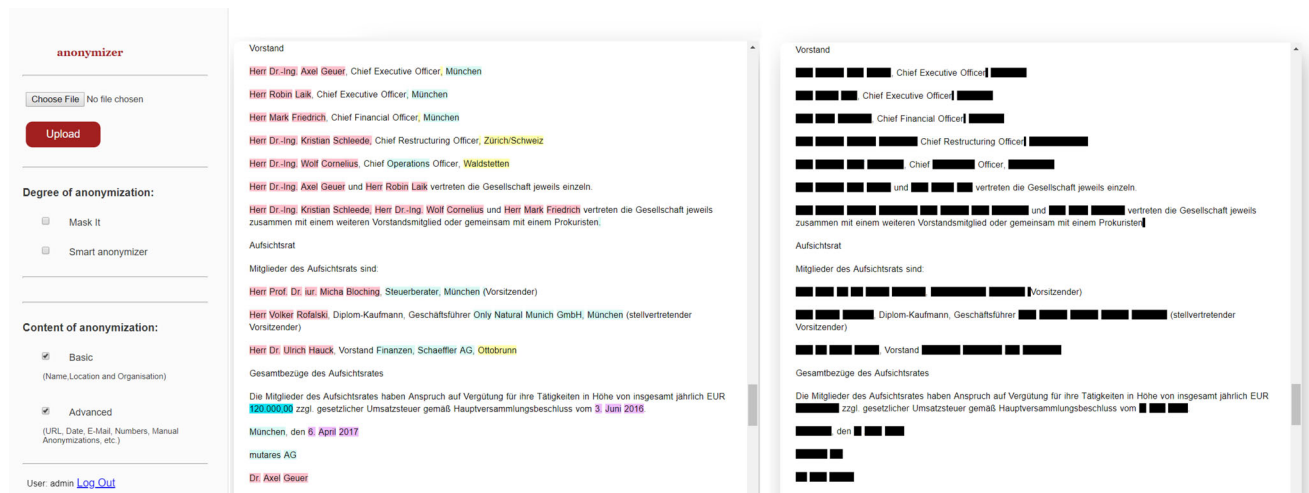 anonymizer
Choose File No file chosen
Upload
Degree of anonymization:
Mask It
Smart anonymizer
Content of anonymization:
Basic
(Name,Location and Organisation)
Advanced
(URL, Date, E-Mail, Numbers, Manual
Anonymizations, etc.)
User: admin Log Out
Vorstand
Herr Dr.-Ing. Axel Geuer, Chief Executive Officer, München
Herr Robin Laik, Chief Executive Officer, München
Herr Mark Friedrich, Chief Financial Officer, München
Herr Dr.-Ing. Kristian Schleede, Chief Restructuring Officer, Zürich/Schweiz
Herr Dr.-Ing. Wolf Cornelius, Chief Operations Officer, Waldstetten
Herr Dr.-Ing. Axel Geuer und Herr Robin Laik vertreten die Gesellschaft jeweils einzeln.
Herr Dr.-Ing. Kristian Schleede, Herr Dr.-Ing. Wolf Cornelius und Herr Mark Friedrich vertreten die Gesellschaft jeweils
zusammen mit einem weiteren Vorstandsmitglied oder gemeinsam mit einem Prokuristen.
Aufsichtsrat
Mitglieder des Aufsichtsrats sind:
Herr Prof. Dr. iur. Micha Bloching, Steuerberater, München (Vorsitzender)
Herr Volker Rofalski, Diplom-Kaufmann, Geschäftsführer Only Natural Munich GmbH, München (stellvertretender
Vorsitzender)
Herr Dr. Ulrich Hauck, Vorstand Finanzen, Schaeffler AG, Ottobrunn
Gesamtbezüge des Aufsichtsrates
Die Mitglieder des Aufsichtsrates haben Anspruch auf Vergütung für ihre Tätigkeiten in Höhe von insgesamt jährlich EUR
120.000,00 zzgl. gesetzlicher Umsatzsteuer gemäß Hauptversammlungsbeschluss vom 3. Juni 2016.
München, den 6. April 2017
mutares AG
Dr. Axel Geuer
Vorstand
, Chief Executive Officer
, Chief Executive Officer
, Chief Financial Officer
Chief Restructuring Officer
, Chief Officer,
und vertreten die Gesellschaft jeweils einzeln.
und vertreten die Gesellschaft jeweils
zusammen mit einem weiteren Vorstandsmitglied oder gemeinsam mit einem Prokuristen
Aufsichtsrat
Mitglieder des Aufsichtsrats sind:
Vorsitzender)
, Diplom-Kaufmann, Geschäftsführer (stellvertretender
Vorsitzender)
, Vorstand
Gesamtbezüge des Aufsichtsrates
Die Mitglieder des Aufsichtsrates haben Anspruch auf Vergütung für ihre Tätigkeiten in Höhe von insgesamt jährlich EUR
zzgl. gesetzlicher Umsatzsteuer gemäß Hauptversammlungsbeschluss vom
, den